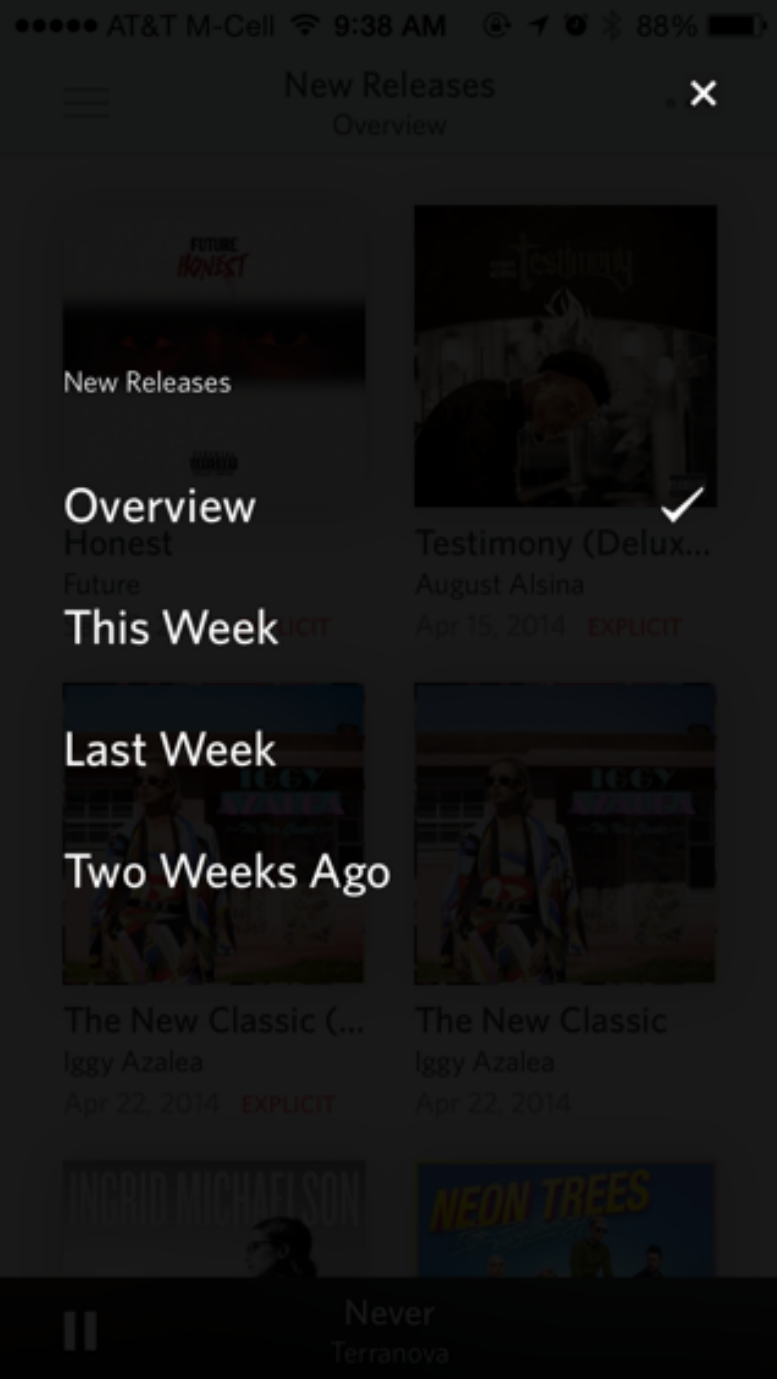 AT&T M-Cell 9:38 AM 88%
New Releases
Overview
FUTURE
HONEST
Testimony
New Releases
Overview
Honest
Testimony (Delux...
Future
August Alsina
This Week
Apr 15, 2014 EXPLICIT
IGGY
AZALEA
IGGY
AZALEA
Last Week
Two Weeks Ago
The New Classic (...
The New Classic
Iggy Azalea
Iggy Azalea
Apr 22, 2014 EXPLICIT
Apr 22, 2014
INGRID MICHAELSON
NEON TREES
Never
Terranova